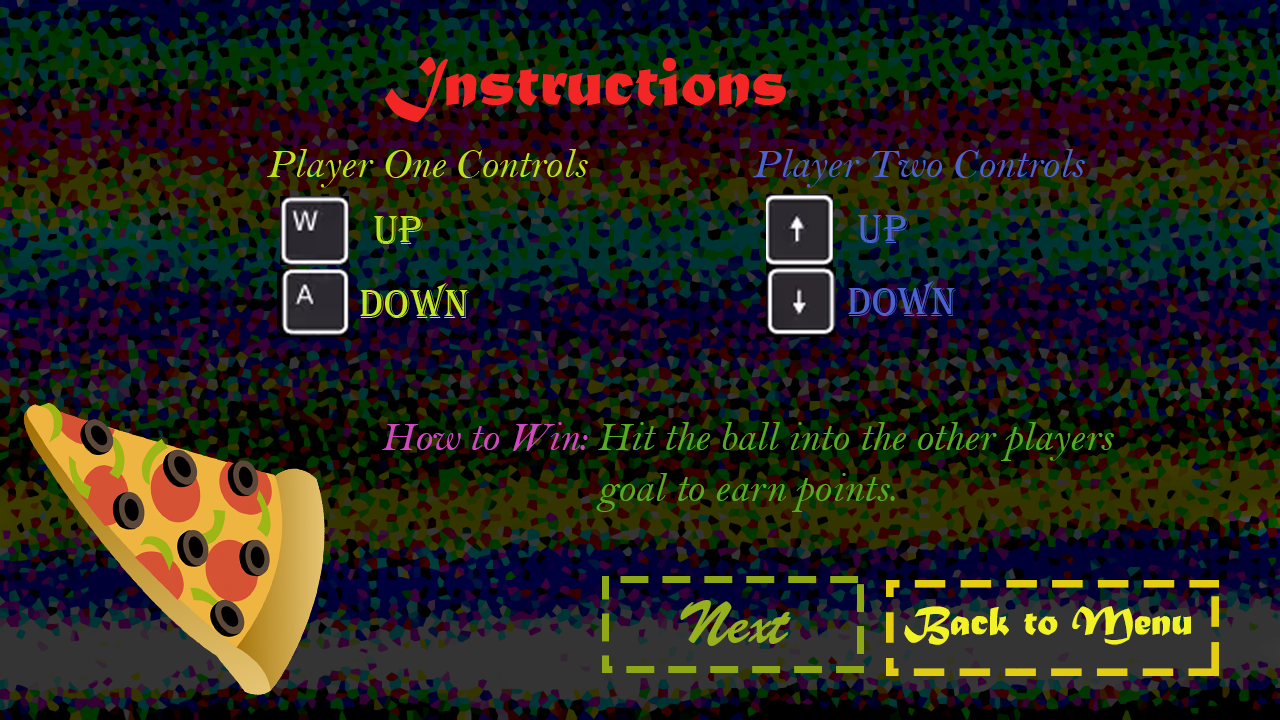 Instructions
Player One Controls
Player Two Controls
W UP
↑ UP
A DOWN
↓ DOWN
How to Win: Hit the ball into the other players
goal to earn points.
Next
Back to Menu